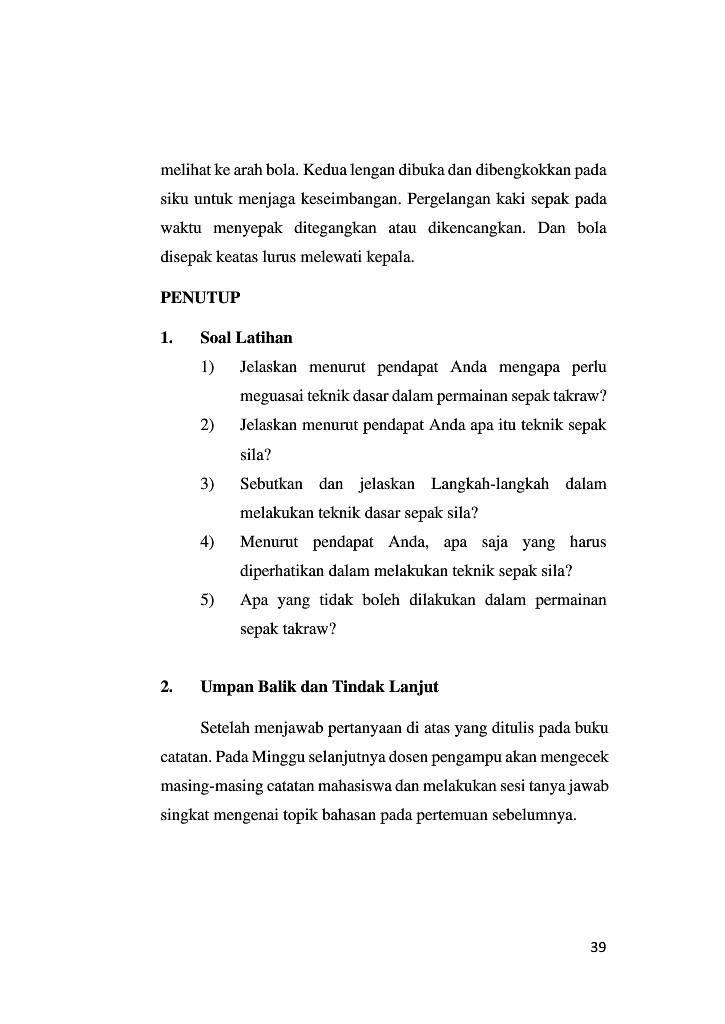 melihat ke arah bola. Kedua lengan dibuka dan dibengkokkan pada
siku untuk menjaga keseimbangan. Pergelangan kaki sepak pada
waktu menyepak ditegangkan atau dikencangkan. Dan bola
disepak keatas lurus melewati kepala.
PENUTUP
1. Soal Latihan
1) Jelaskan menurut pendapat Anda mengapa perlu
meguasai teknik dasar dalam permainan sepak takraw?
2) Jelaskan menurut pendapat Anda apa itu teknik sepak
sila?
3) Sebutkan dan jelaskan Langkah-langkah dalam
melakukan teknik dasar sepak sila?
4) Menurut pendapat Anda, apa saja yang harus
diperhatikan dalam melakukan teknik sepak sila?
5) Apa yang tidak boleh dilakukan dalam permainan
sepak takraw?
2. Umpan Balik dan Tindak Lanjut
Setelah menjawab pertanyaan di atas yang ditulis pada buku
catatan. Pada Minggu selanjutnya dosen pengampu akan mengecek
masing-masing catatan mahasiswa dan melakukan sesi tanya jawab
singkat mengenai topik bahasan pada pertemuan sebelumnya.
39